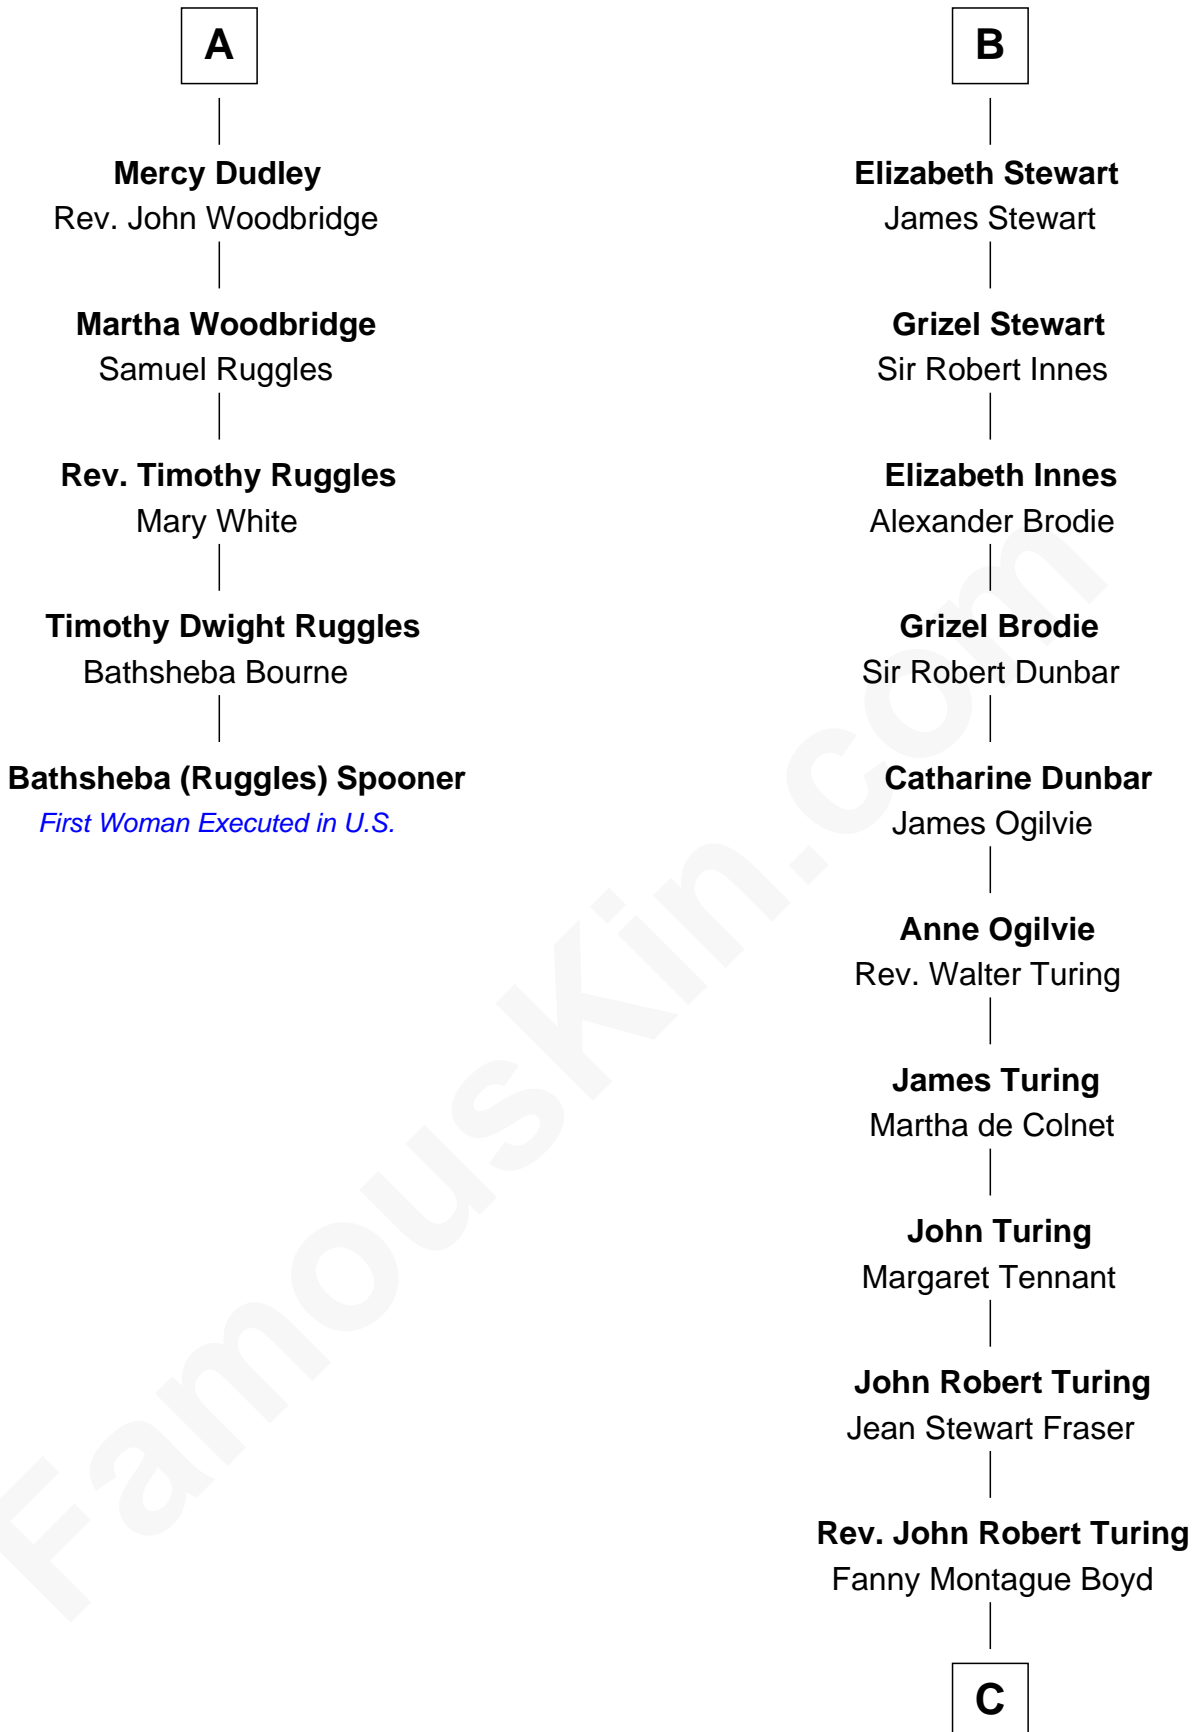 A
Mercy Dudley
Rev. John Woodbridge
Martha Woodbridge
Samuel Ruggles
Rev. Timothy Ruggles
Mary White
Timothy Dwight Ruggles
Bathsheba Bourne
Bathsheba (Ruggles) Spooner
First Woman Executed in U.S.
B
Elizabeth Stewart
James Stewart
Grizel Stewart
Sir Robert Innes
Elizabeth Innes
Alexander Brodie
Grizel Brodie
Sir Robert Dunbar
Catharine Dunbar
James Ogilvie
Anne Ogilvie
Rev. Walter Turing
James Turing
Martha de Colnet
John Turing
Margaret Tennant
John Robert Turing
Jean Stewart Fraser
Rev. John Robert Turing
Fanny Montague Boyd
C
FamousKin.com